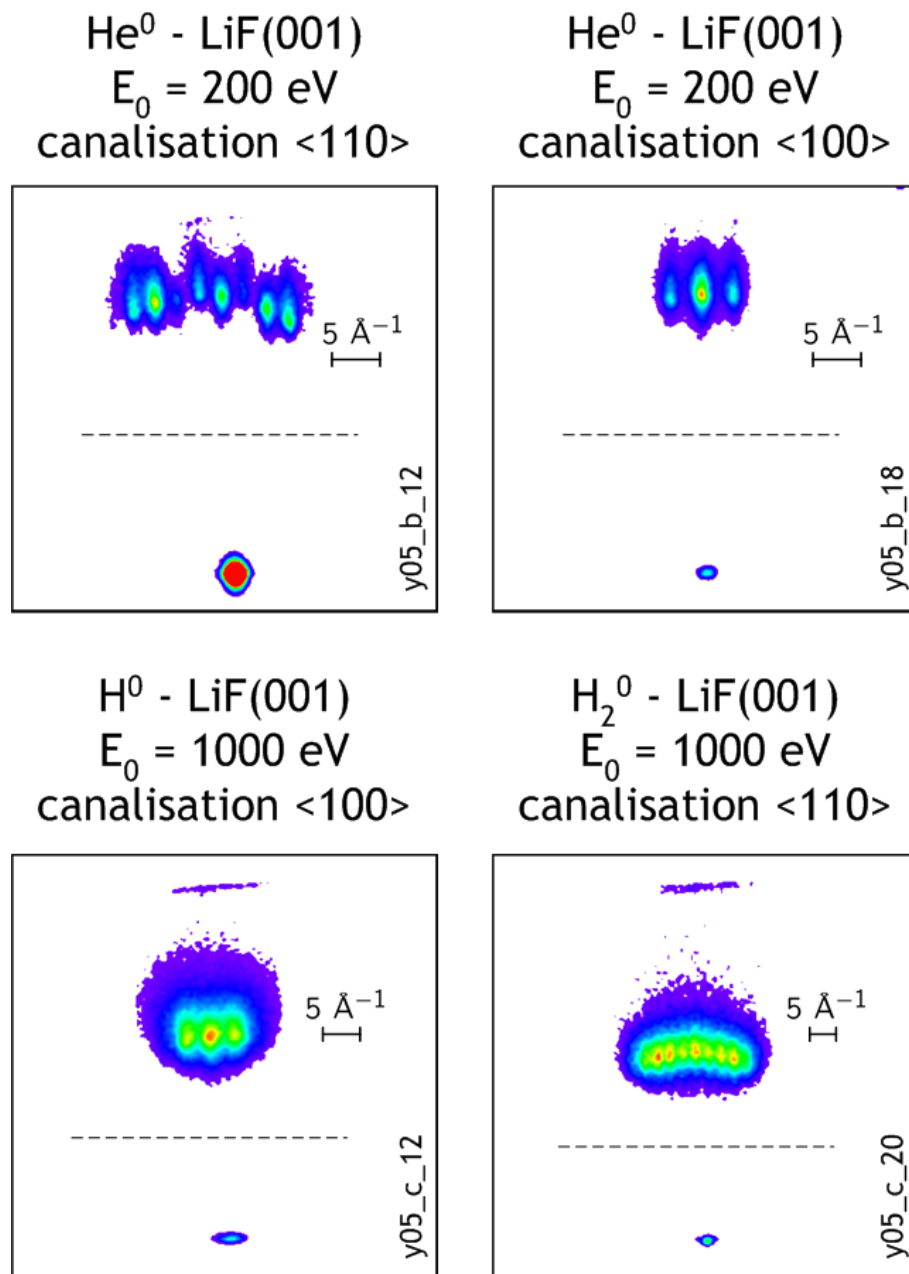 He⁰ - LiF(001)
E₀ = 200 eV
canalisation <110>
5 Å⁻¹
y05_b_12
He⁰ - LiF(001)
E₀ = 200 eV
canalisation <100>
5 Å⁻¹
y05_b_18
H⁰ - LiF(001)
E₀ = 1000 eV
canalisation <100>
5 Å⁻¹
y05_c_12
H₂⁰ - LiF(001)
E₀ = 1000 eV
canalisation <110>
5 Å⁻¹
y05_c_20